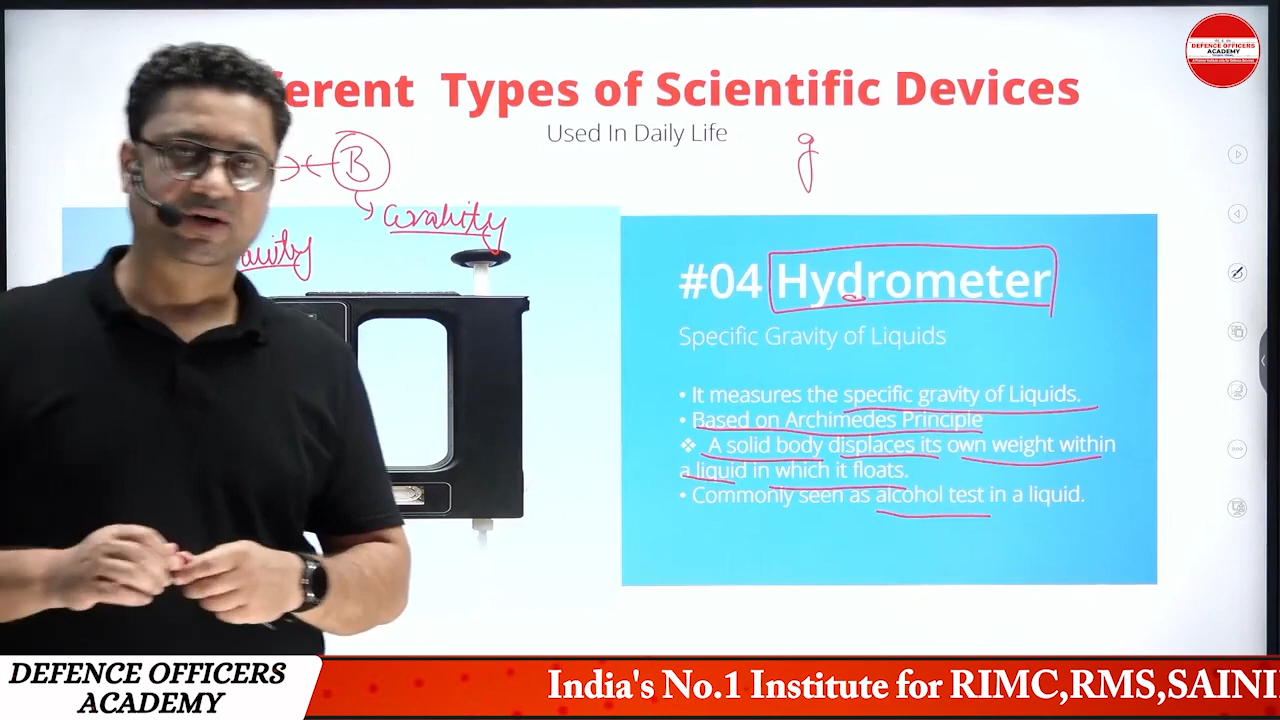 DEFENCE OFFICERS
ACADEMY
erent Types of Scientific Devices
Used In Daily Life
g
B
Gravity
#04 Hydrometer
Specific Gravity of Liquids
• It measures the specific gravity of Liquids.
• Based on Archimedes Principle
❖ A solid body displaces its own weight within
a liquid in which it floats.
• Commonly seen as alcohol test in a liquid.
DEFENCE OFFICERS
ACADEMY
India's No.1 Institute for RIMC,RMS,SAINI